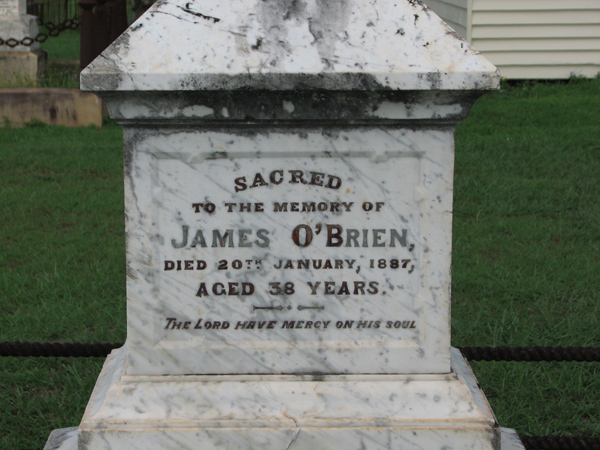 SACRED
TO THE MEMORY OF
JAMES O'BRIEN,
DIED 20TH JANUARY, 1887,
AGED 38 YEARS.
THE LORD HAVE MERCY ON HIS SOUL